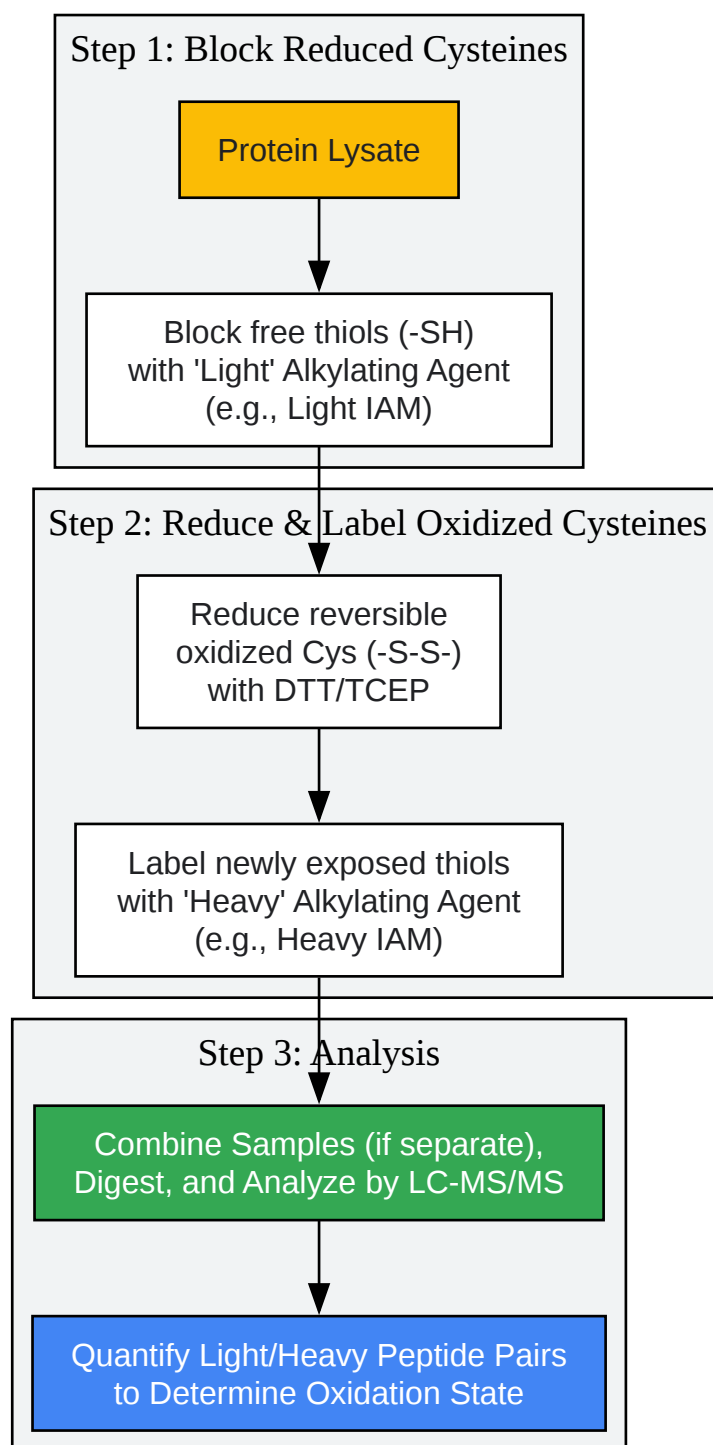 Step 1: Block Reduced Cysteines
Protein Lysate
Block free thiols (-SH)
with 'Light' Alkylating Agent
(e.g., Light IAM)
Step 2: Reduce & Label Oxidized Cysteines
Reduce reversible
oxidized Cys (-S-S-)
with DTT/TCEP
Label newly exposed thiols
with 'Heavy' Alkylating Agent
(e.g., Heavy IAM)
Step 3: Analysis
Combine Samples (if separate),
Digest, and Analyze by LC-MS/MS
Quantify Light/Heavy Peptide Pairs
to Determine Oxidation State